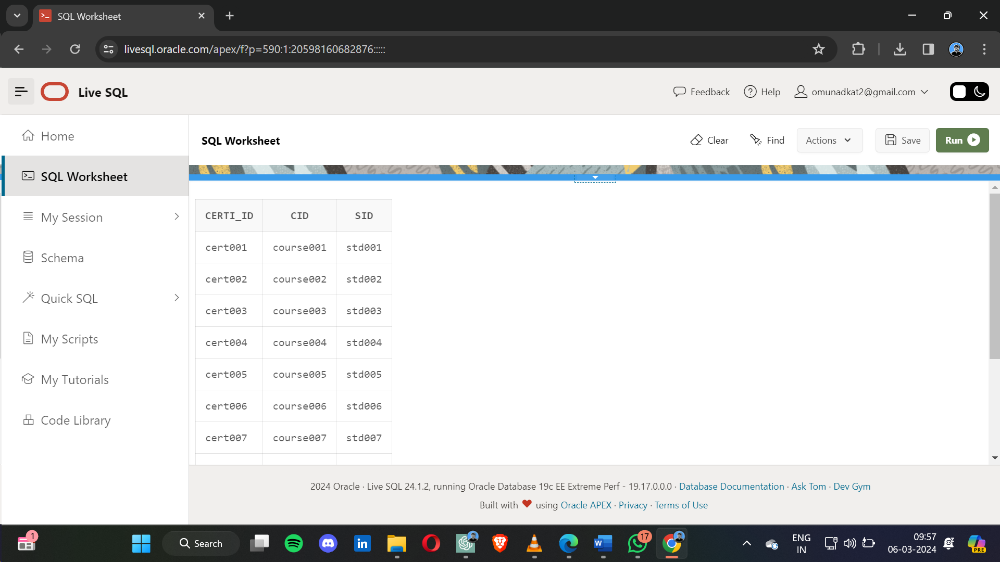 SQL Worksheet
livesql.oracle.com/apex/f?p=590:1:20598160682876:::::
Live SQL
Feedback
Help
omunadkat2@gmail.com
Home
SQL Worksheet
My Session
Schema
Quick SQL
My Scripts
My Tutorials
Code Library
SQL Worksheet
Clear
Find
Actions
Save
Run
CERTI_ID CID SID
cert001 course001 std001
cert002 course002 std002
cert003 course003 std003
cert004 course004 std004
cert005 course005 std005
cert006 course006 std006
cert007 course007 std007
2024 Oracle · Live SQL 24.1.2, running Oracle Database 19c EE Extreme Perf - 19.17.0.0.0 · Database Documentation · Ask Tom · Dev Gym
Built with ❤ using Oracle APEX · Privacy · Terms of Use
1
Search
in
W
17
ENG
IN
09:57
06-03-2024
PRE